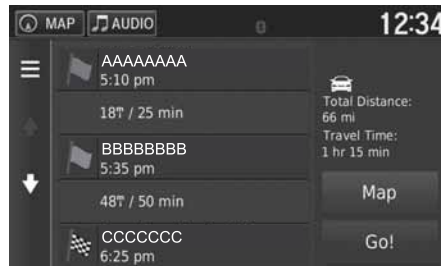 MAP AUDIO 12:34
AAAAAAAA
5:10 pm
18 / 25 min
BBBBBBBB
5:35 pm
48 / 50 min
CCCCCCC
6:25 pm
Total Distance:
66 mi
Travel Time:
1 hr 15 min
Map
Go!